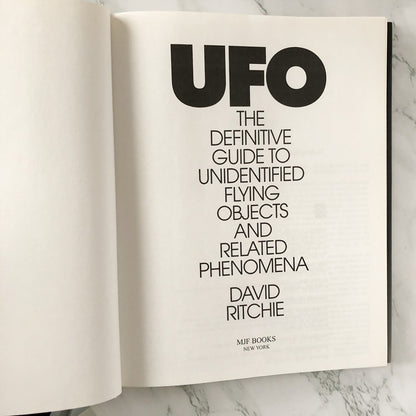 UFO
THE
DEFINITIVE
GUIDE TO
UNIDENTIFIED
FLYING
OBJECTS
AND
RELATED
PHENOMENA
DAVID
RITCHIE
MJF BOOKS
NEW YORK